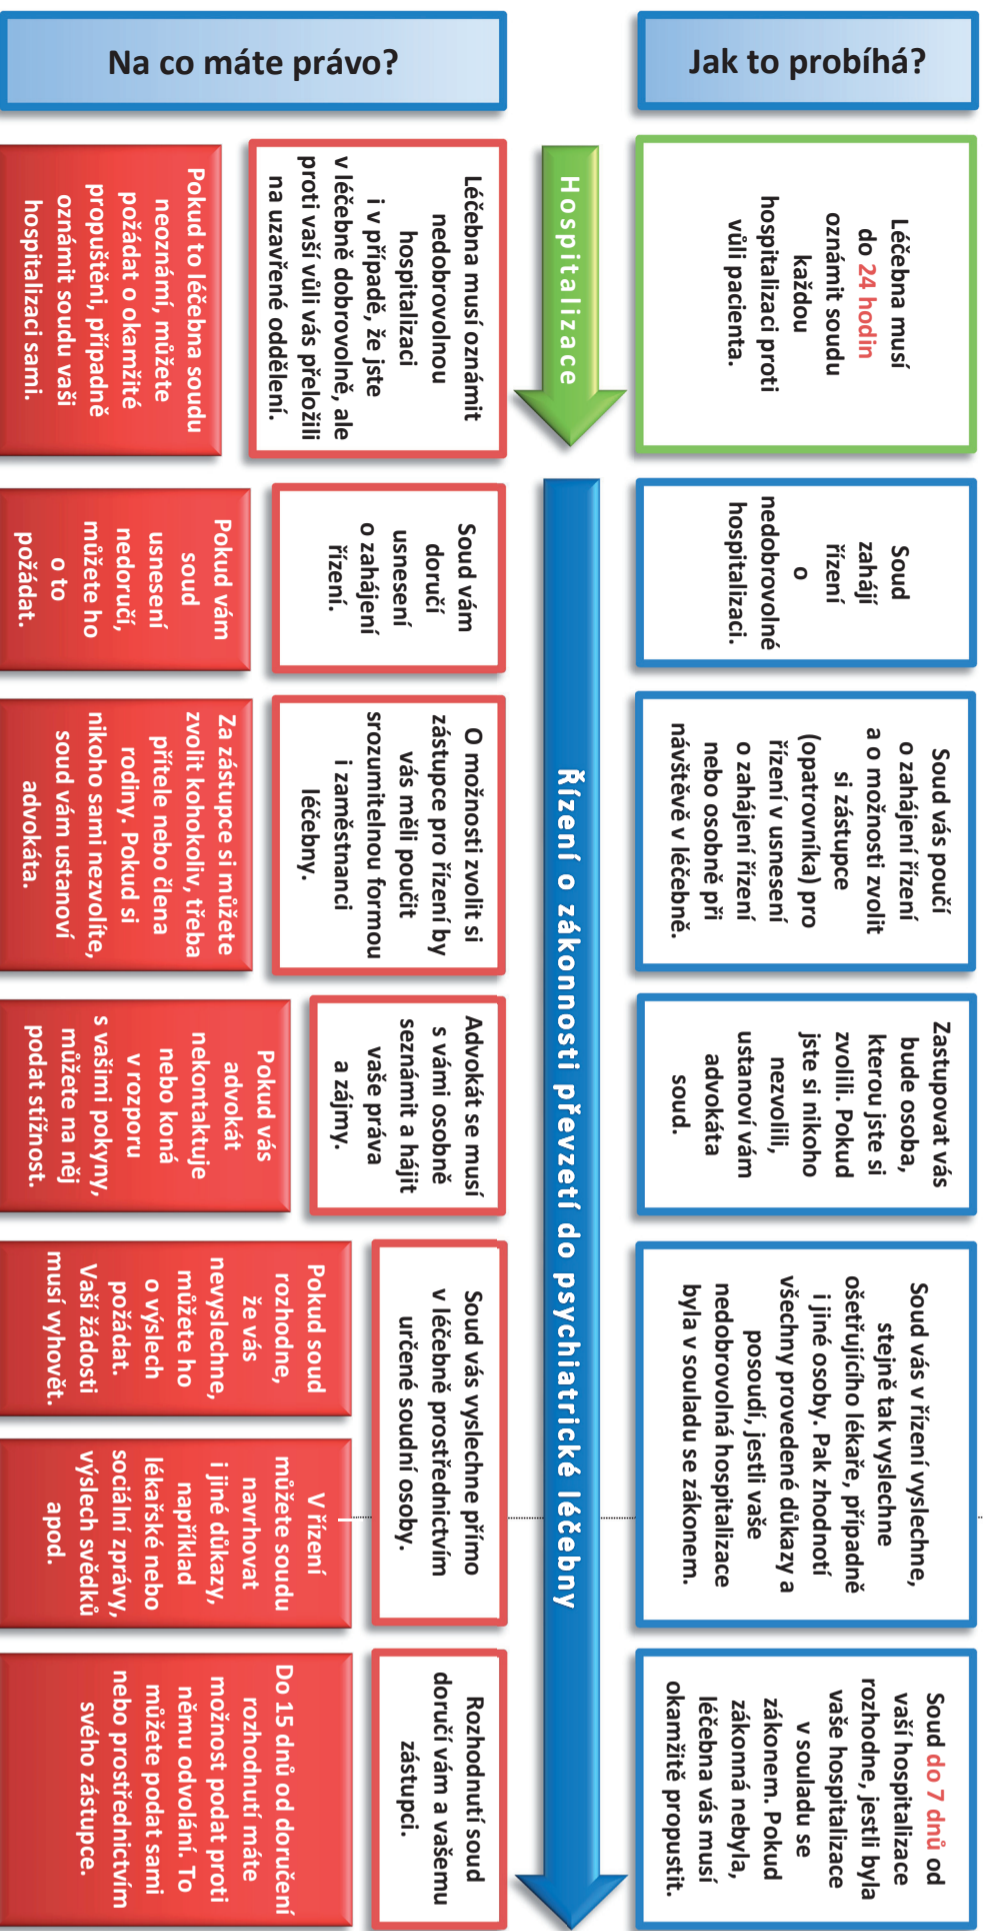 Jak to probíhá?
Léčebna musí
do 24 hodin
oznámit soudu
každou
hospitalizaci proti
vůli pacienta.
Soud
zahájí
řízení
o
nedobrovolné
hospitalizaci.
Soud vás poučí
o zahájení řízení
a o možnosti zvolit
si zástupce
(opatrovníka) pro
řízení v usnesení
o zahájení řízení
nebo osobně při
návštěvě v léčebně.
Zastupovat vás
bude osoba,
kterou jste si
zvolili. Pokud
jste si nikoho
nezvolili,
ustanoví vám
advokáta
soud.
Soud vás v řízení vyslechne,
stejně tak vyslechne
ošetřujícího lékaře, případně
i jiné osoby. Pak zhodnotí
všechny provedené důkazy a
posoudí, jestli vaše
nedobrovolná hospitalizace
byla v souladu se zákonem.
Soud do 7 dnů od
vaší hospitalizace
rozhodne, jestli byla
vaše hospitalizace
v souladu se
zákonem. Pokud
zákonná nebyla,
léčebna vás musí
okamžitě propustit.
Hospitalizace
Řízení o zákonnosti převzetí do psychiatrické léčebny
Na co máte právo?
Léčebna musí oznámit
nedobrovolnou
hospitalizaci
i v případě, že jste
v léčebně dobrovolně, ale
proti vaší vůli vás přeložili
na uzavřené oddělení.
Soud vám
doručí
usnesení
o zahájení
řízení.
O možnosti zvolit si
zástupce pro řízení by
vás měli poučit
srozumitelnou formou
i zaměstnanci
léčebny.
Advokát se musí
s vámi osobně
seznámit a hájit
vaše práva
a zájmy.
Soud vás vyslechne přímo
v léčebně prostřednictvím
určené soudní osoby.
Rozhodnutí soud
doručí vám a vašemu
zástupci.
Pokud to léčebna soudu
neoznámí, můžete
požádat o okamžité
propuštěni, případně
oznámit soudu vaši
hospitalizaci sami.
Pokud vám
soud
usnesení
nedoručí,
můžete ho
o to
požádat.
Za zástupce si můžete
zvolit kohokoliv, třeba
přítele nebo člena
rodiny. Pokud si
nikoho sami nezvolíte,
soud vám ustanoví
advokáta.
Pokud vás
advokát
nekontaktuje
nebo koná
v rozporu
s vašimi pokyny,
můžete na něj
podat stížnost.
Pokud soud
rozhodne,
že vás
nevyslechne,
můžete ho
o výslech
požádat.
Vaší žádosti
musí vyhovět.
V řízení
můžete soudu
navrhovat
i jiné důkazy,
například
lékařské nebo
sociální zprávy,
výslech svědků
apod.
Do 15 dnů od doručení
rozhodnutí máte
možnost podat proti
němu odvolání. To
můžete podat sami
nebo prostřednictvím
svého zástupce.